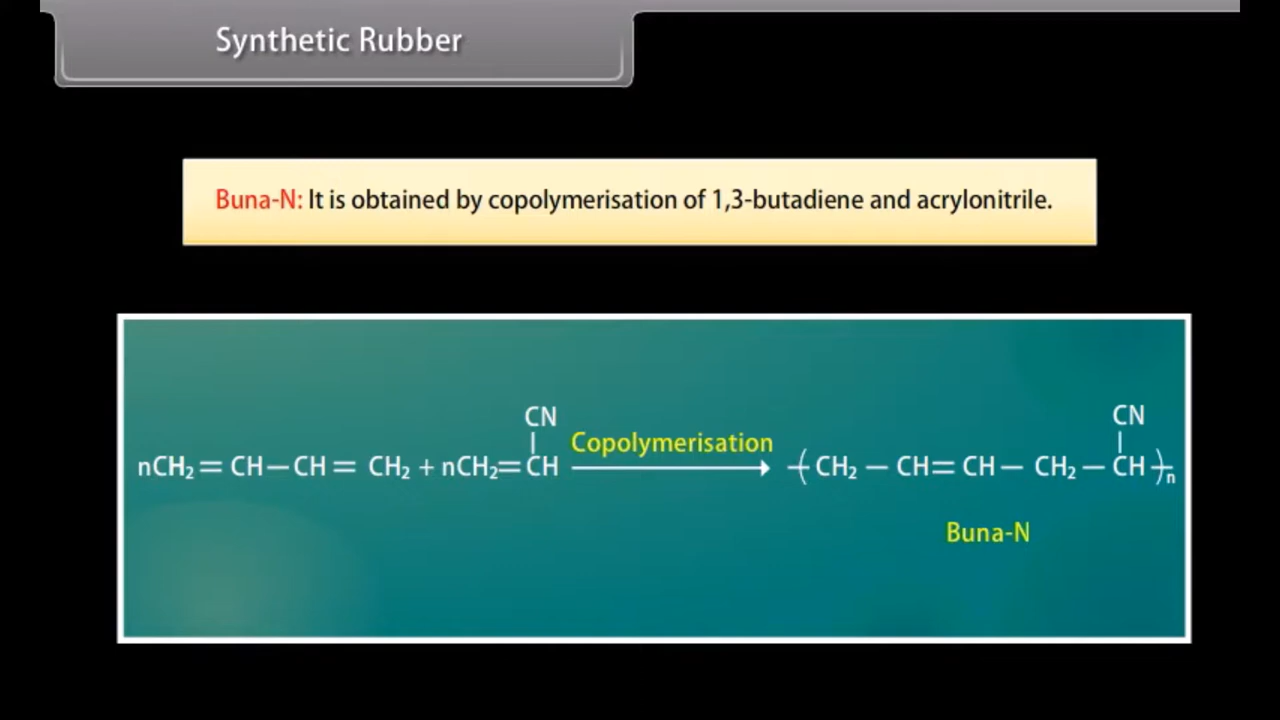 Synthetic Rubber
Buna-N: It is obtained by copolymerisation of 1,3-butadiene and acrylonitrile.
CN
CN
Copolymerisation
nCH₂ = CH — CH = CH₂ + nCH₂ = CH ⟶ –( CH₂ — CH = CH — CH₂ — CH )–ₙ
Buna-N